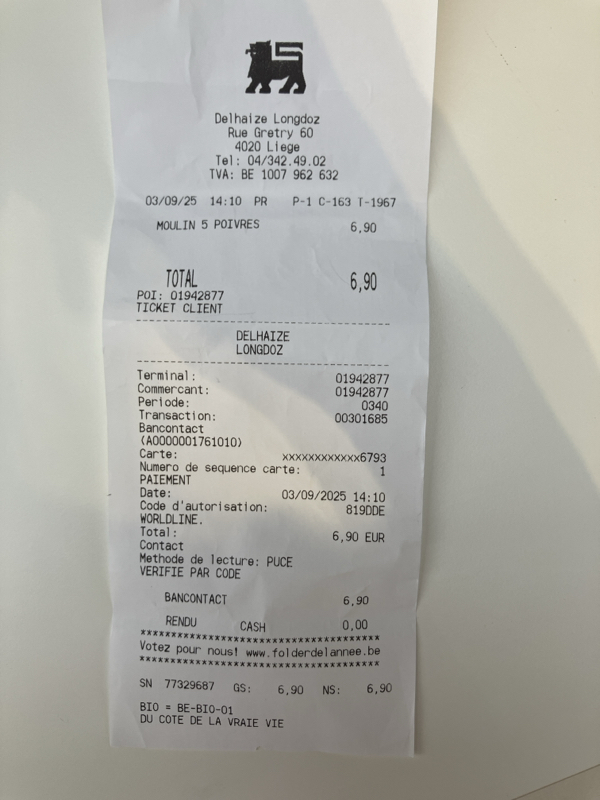 Delhaize Longdoz
Rue Gretry 60
4020 Liege
Tel: 04/342.49.02
TVA: BE 1007 962 632
03/09/25 14:10 PR P-1 C-163 T-1967
MOULIN 5 POIVRES 6,90
TOTAL 6,90
POI: 01942877
TICKET CLIENT
DELHAIZE
LONGDOZ
Terminal: 01942877
Commercant: 01942877
Periode: 0340
Transaction: 00301685
Bancontact
(A0000001761010)
Carte: xxxxxxxxxxxx6793
Numero de sequence carte: 1
PAIEMENT
Date: 03/09/2025 14:10
Code d'autorisation: 819DDE
WORLDLINE.
Total: 6,90 EUR
Contact
Methode de lecture: PUCE
VERIFIE PAR CODE
BANCONTACT 6,90
RENDU CASH 0,00
****************************************
Votez pour nous! www.folderdelannee.be
****************************************
SN 77329687 GS: 6,90 NS: 6,90
BIO = BE-BIO-01
DU COTE DE LA VRAIE VIE